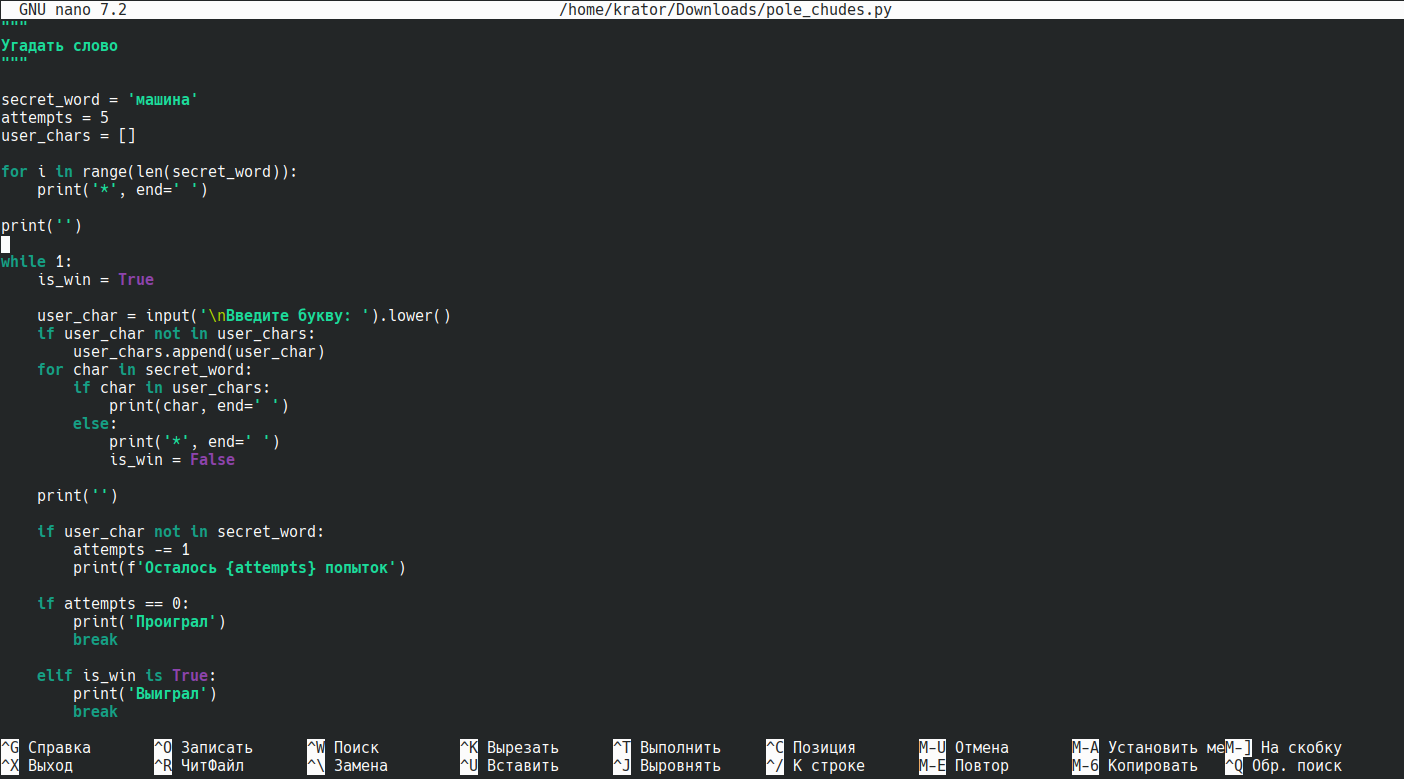 GNU nano 7.2 /home/krator/Downloads/pole_chudes.py
"""
Угадать слово
"""

secret_word = 'машина'
attempts = 5
user_chars = []

for i in range(len(secret_word)):
    print('*', end=' ')

print('')

while 1:
    is_win = True

    user_char = input('\nВведите букву: ').lower()
    if user_char not in user_chars:
        user_chars.append(user_char)
    for char in secret_word:
        if char in user_chars:
            print(char, end=' ')
        else:
            print('*', end=' ')
            is_win = False

    print('')

    if user_char not in secret_word:
        attempts -= 1
        print(f'Осталось {attempts} попыток')

    if attempts == 0:
        print('Проиграл')
        break

    elif is_win is True:
        print('Выиграл')
        break

^G Справка ^O Записать ^W Поиск ^K Вырезать ^T Выполнить ^C Позиция M-U Отмена M-A Установить ме M-] На скобку
^X Выход ^R ЧитФайл ^\ Замена ^U Вставить ^J Выровнять ^/ К строке M-E Повтор M-6 Копировать ^Q Обр. поиск